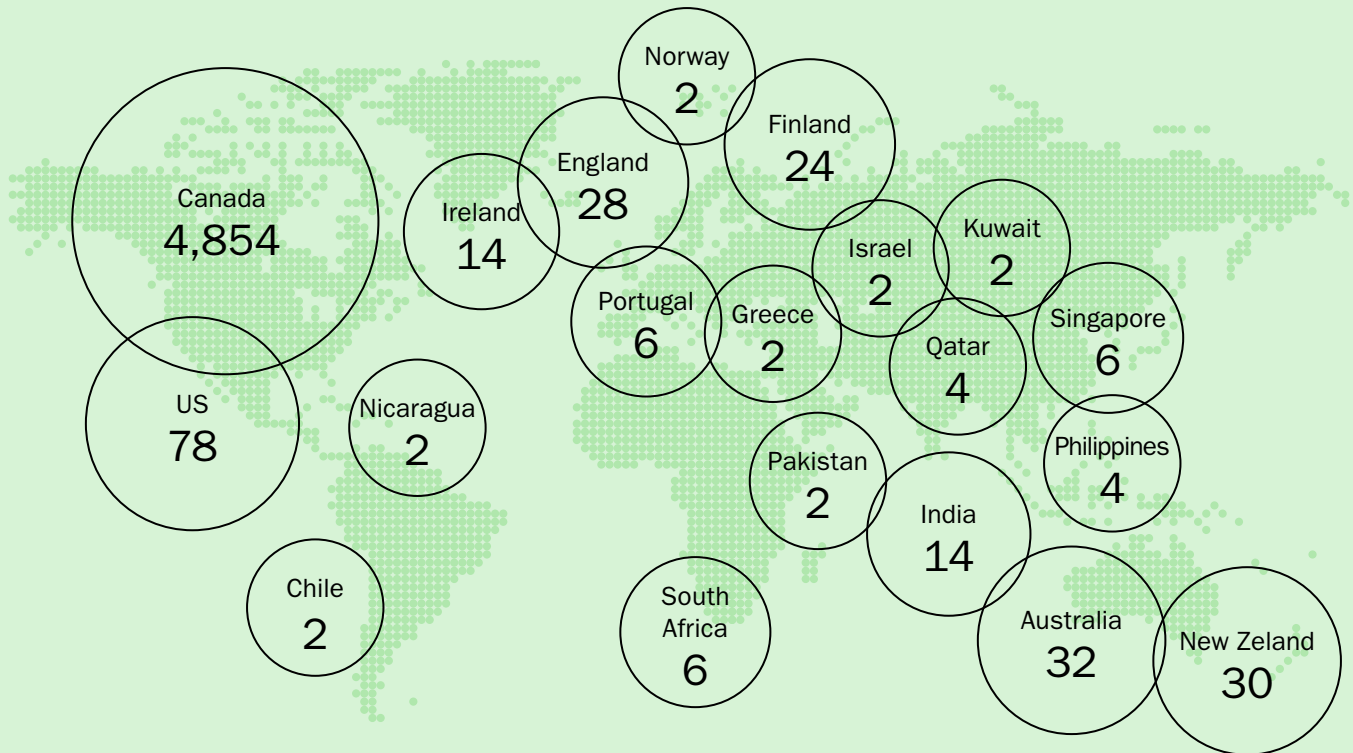 Norway
2
Finland
24
England
28
Canada
4,854
Ireland
14
Israel
2
Kuwait
2
Portugal
6
Greece
2
Qatar
4
Singapore
6
US
78
Nicaragua
2
Pakistan
2
Philippines
4
India
14
Chile
2
South
Africa
6
Australia
32
New Zeland
30